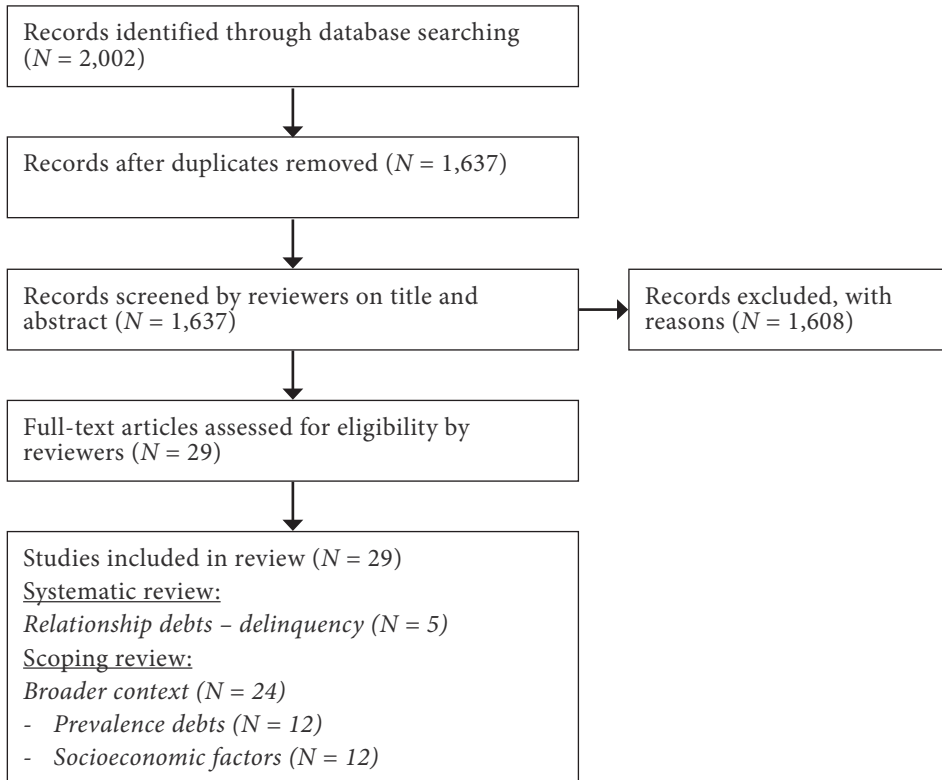 Records identified through database searching
(N = 2,002)
Records after duplicates removed (N = 1,637)
Records screened by reviewers on title and
abstract (N = 1,637)
Records excluded, with
reasons (N = 1,608)
Full-text articles assessed for eligibility by
reviewers (N = 29)
Studies included in review (N = 29)
Systematic review:
Relationship debts – delinquency (N = 5)
Scoping review:
Broader context (N = 24)
- Prevalence debts (N = 12)
- Socioeconomic factors (N = 12)